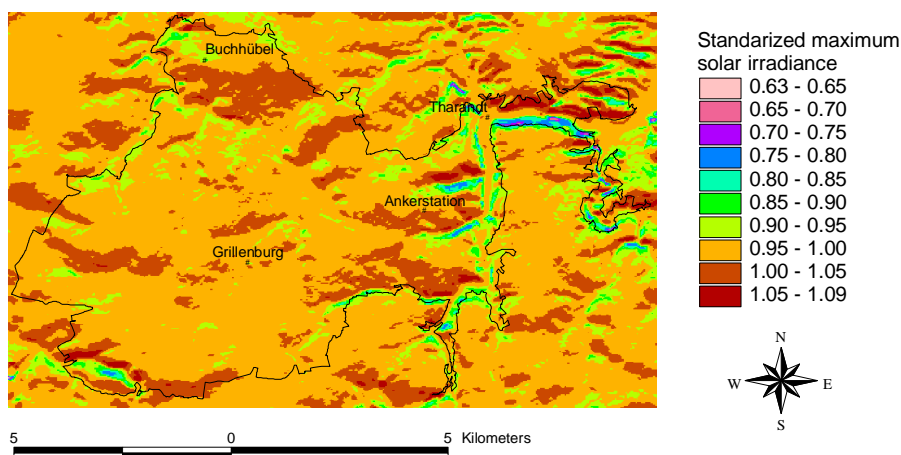 Buchhübel
Tharandt
Ankerstation
Grillenburg
Standarized maximum
solar irradiance
0.63 - 0.65
0.65 - 0.70
0.70 - 0.75
0.75 - 0.80
0.80 - 0.85
0.85 - 0.90
0.90 - 0.95
0.95 - 1.00
1.00 - 1.05
1.05 - 1.09
N
W E
S
5 0 5 Kilometers